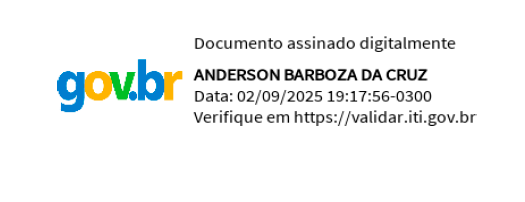 Documento assinado digitalmente
gov.br
ANDERSON BARBOZA DA CRUZ
Data: 02/09/2025 19:17:56-0300
Verifique em https://validar.iti.gov.br